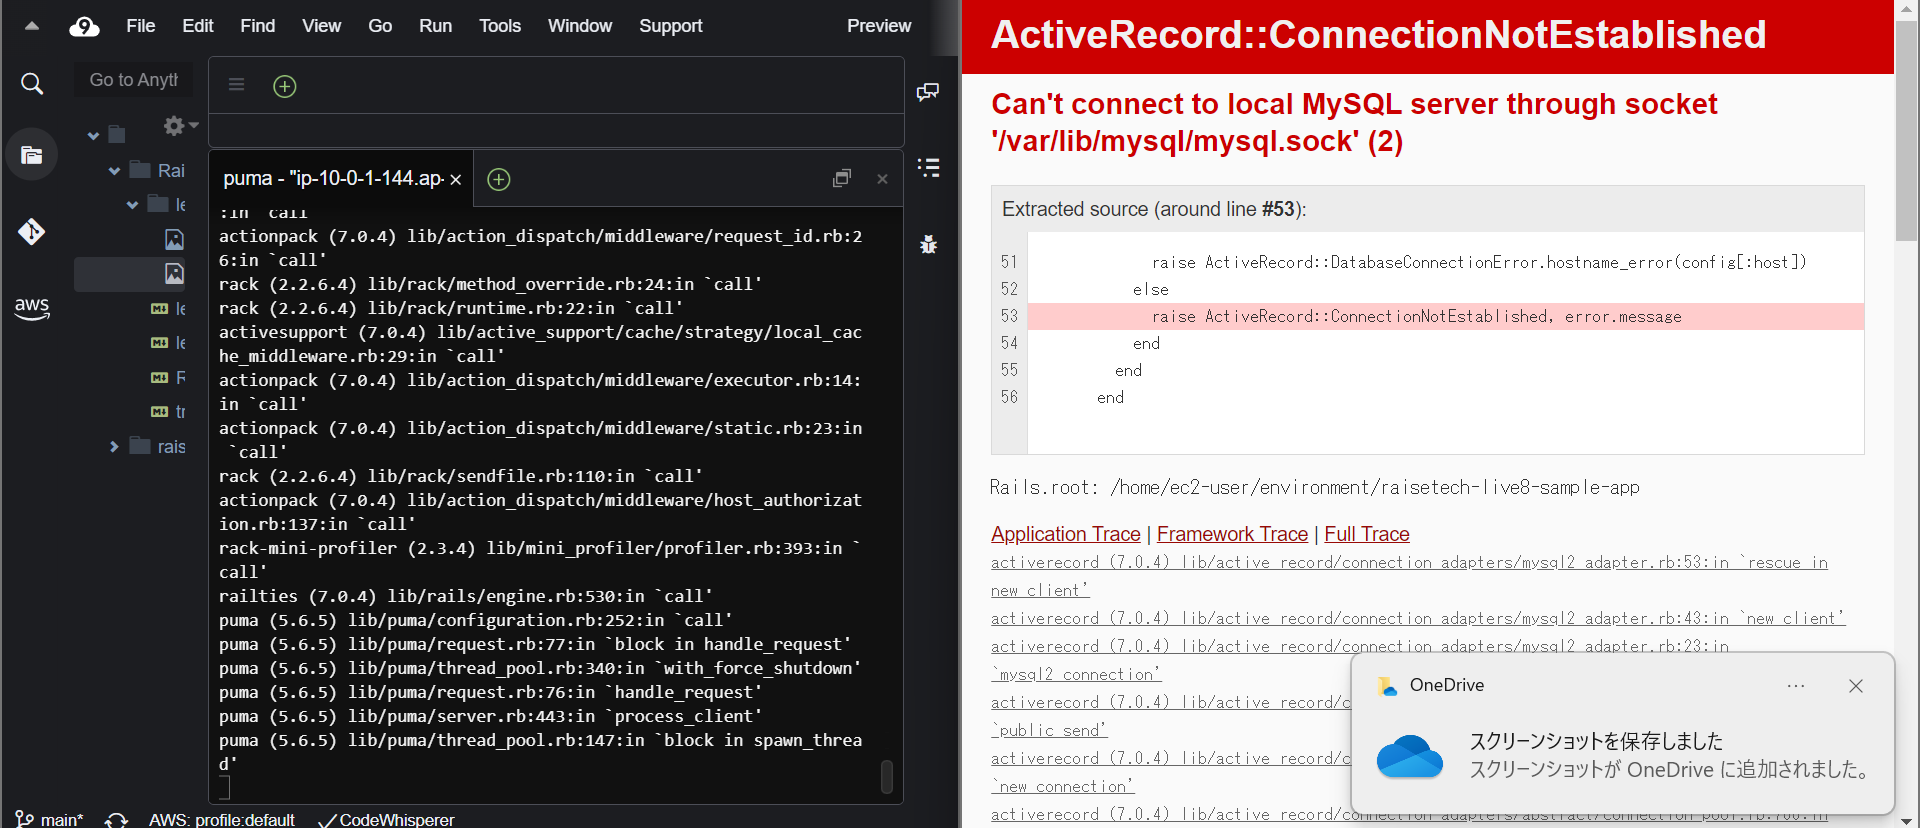 File Edit Find View Go Run Tools Window Support Preview
Go to Anyth
Rai
le
le
le
R
tr
rais
aws
puma - "ip-10-0-1-144.ap-
:in `call'
actionpack (7.0.4) lib/action_dispatch/middleware/request_id.rb:2
6:in `call'
rack (2.2.6.4) lib/rack/method_override.rb:24:in `call'
rack (2.2.6.4) lib/rack/runtime.rb:22:in `call'
activesupport (7.0.4) lib/active_support/cache/strategy/local_cac
he_middleware.rb:29:in `call'
actionpack (7.0.4) lib/action_dispatch/middleware/executor.rb:14:
in `call'
actionpack (7.0.4) lib/action_dispatch/middleware/static.rb:23:in
`call'
rack (2.2.6.4) lib/rack/sendfile.rb:110:in `call'
actionpack (7.0.4) lib/action_dispatch/middleware/host_authorizat
ion.rb:137:in `call'
rack-mini-profiler (2.3.4) lib/mini_profiler/profiler.rb:393:in `
call'
railties (7.0.4) lib/rails/engine.rb:530:in `call'
puma (5.6.5) lib/puma/configuration.rb:252:in `call'
puma (5.6.5) lib/puma/request.rb:77:in `block in handle_request'
puma (5.6.5) lib/puma/thread_pool.rb:340:in `with_force_shutdown'
puma (5.6.5) lib/puma/request.rb:76:in `handle_request'
puma (5.6.5) lib/puma/server.rb:443:in `process_client'
puma (5.6.5) lib/puma/thread_pool.rb:147:in `block in spawn_threa
d'
main* AWS: profile:default CodeWhisperer
ActiveRecord::ConnectionNotEstablished
Can't connect to local MySQL server through socket
'/var/lib/mysql/mysql.sock' (2)
Extracted source (around line #53):
51 raise ActiveRecord::DatabaseConnectionError.hostname_error(config[:host])
52 else
53 raise ActiveRecord::ConnectionNotEstablished, error.message
54 end
55 end
56 end
Rails.root: /home/ec2-user/environment/raisetech-live8-sample-app
Application Trace | Framework Trace | Full Trace
activerecord (7.0.4) lib/active_record/connection_adapters/mysql2_adapter.rb:53:in `rescue in
new_client'
activerecord (7.0.4) lib/active_record/connection_adapters/mysql2_adapter.rb:43:in `new_client'
activerecord (7.0.4) lib/active_record/connection_adapters/mysql2_adapter.rb:23:in
`mysql2_connection'
activerecord (7.0.4) lib/active_record/c
`public_send'
activerecord (7.0.4) lib/active_record/c
`new_connection'
activerecord (7.0.4) lib/active_record/connection_adapters/abstract/connection_pool.rb:700:in
OneDrive
スクリーンショットを保存しました
スクリーンショットが OneDrive に追加されました。